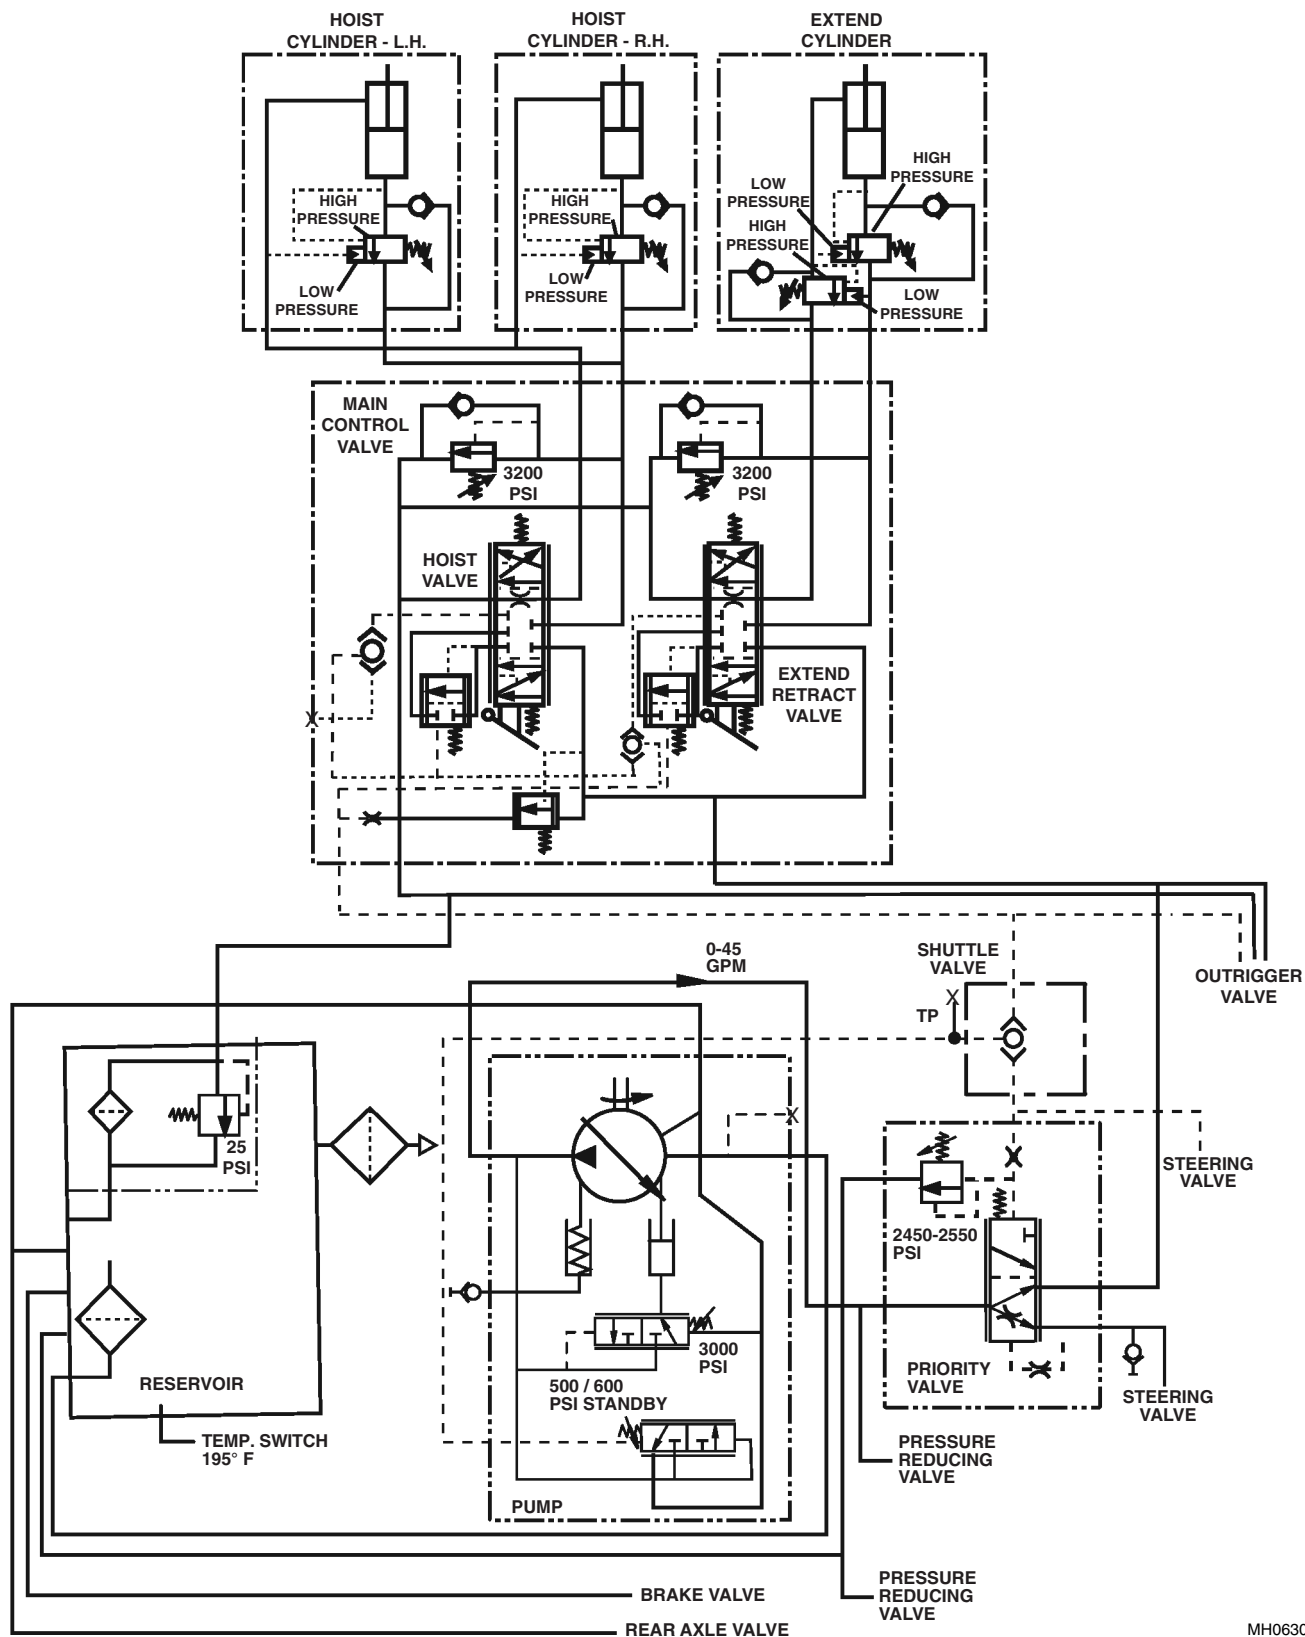 HOIST
CYLINDER - L.H.
HOIST
CYLINDER - R.H.
EXTEND
CYLINDER
HIGH
PRESSURE
LOW
PRESSURE
HIGH
PRESSURE
LOW
PRESSURE
HIGH
PRESSURE
LOW
PRESSURE
HIGH
PRESSURE
LOW
PRESSURE
MAIN
CONTROL
VALVE
3200
PSI
3200
PSI
HOIST
VALVE
EXTEND
RETRACT
VALVE
X
0-45
GPM
SHUTTLE
VALVE
OUTRIGGER
VALVE
X
TP
25
PSI
X
STEERING
VALVE
2450-2550
PSI
3000
PSI
PRIORITY
VALVE
RESERVOIR
500 / 600
PSI STANDBY
STEERING
VALVE
TEMP. SWITCH
195° F
PRESSURE
REDUCING
VALVE
PUMP
BRAKE VALVE
PRESSURE
REDUCING
VALVE
REAR AXLE VALVE
MH0630